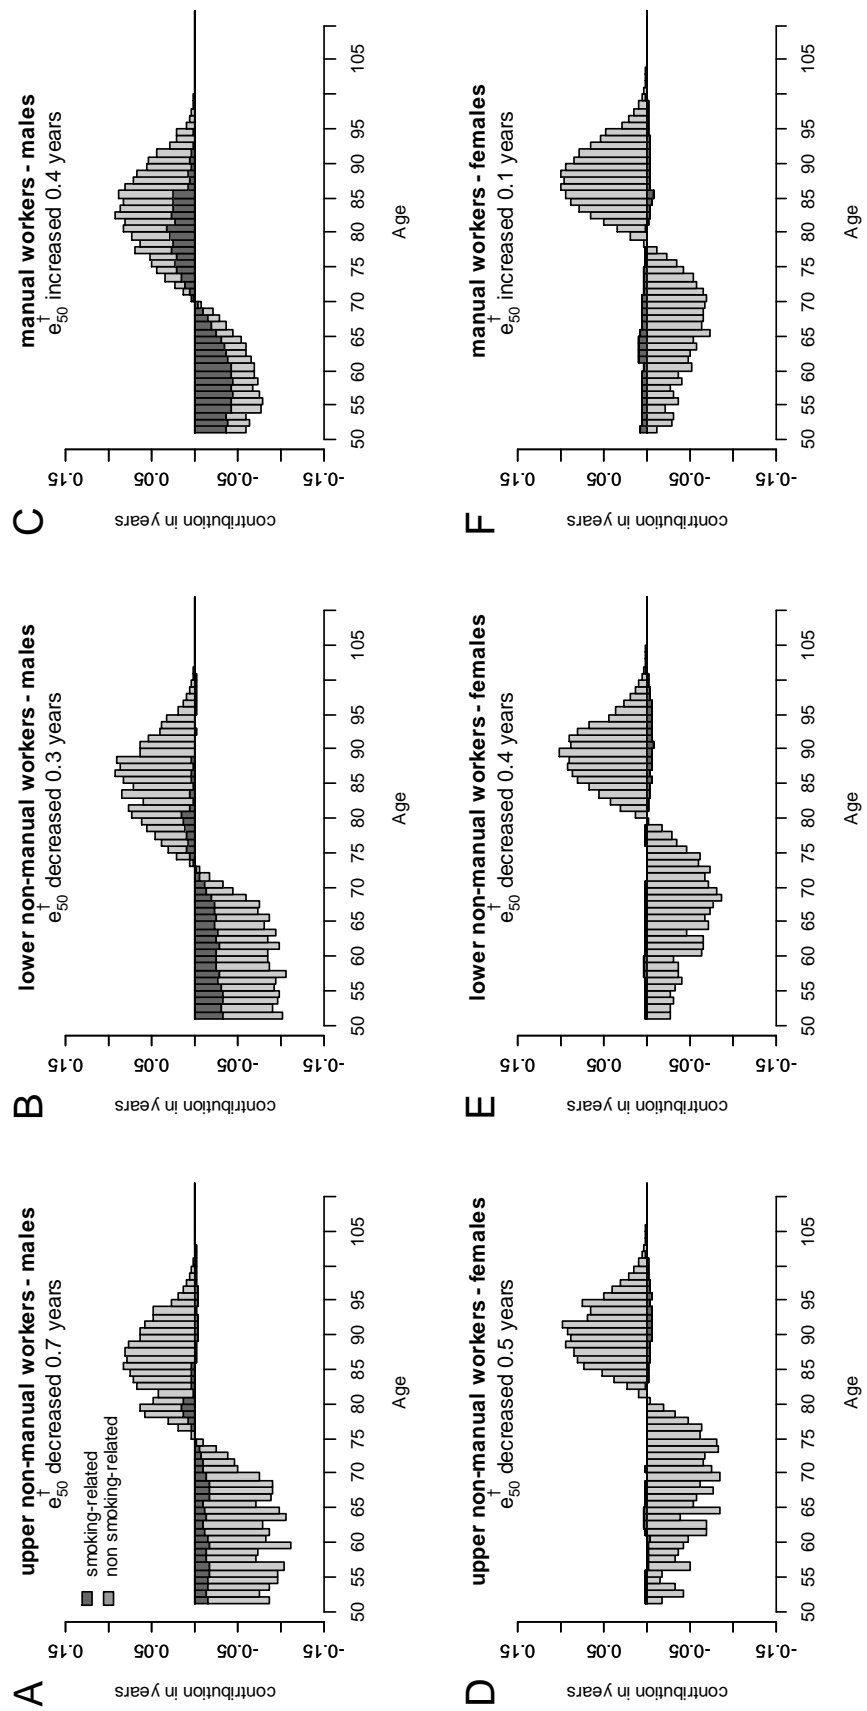 A
upper non-manual workers - males
e†50 decreased 0.7 years
smoking-related
non smoking-related
contribution in years
0.15
0.05
-0.05
-0.15
50 55 60 65 70 75 80 85 90 95 105
Age
B
lower non-manual workers - males
e†50 decreased 0.3 years
contribution in years
0.15
0.05
-0.05
-0.15
50 55 60 65 70 75 80 85 90 95 105
Age
C
manual workers - males
e†50 increased 0.4 years
contribution in years
0.15
0.05
-0.05
-0.15
50 55 60 65 70 75 80 85 90 95 105
Age
D
upper non-manual workers - females
e†50 decreased 0.5 years
contribution in years
0.15
0.05
-0.05
-0.15
50 55 60 65 70 75 80 85 90 95 105
Age
E
lower non-manual workers - females
e†50 decreased 0.4 years
contribution in years
0.15
0.05
-0.05
-0.15
50 55 60 65 70 75 80 85 90 95 105
Age
F
manual workers - females
e†50 increased 0.1 years
contribution in years
0.15
0.05
-0.05
-0.15
50 55 60 65 70 75 80 85 90 95 105
Age